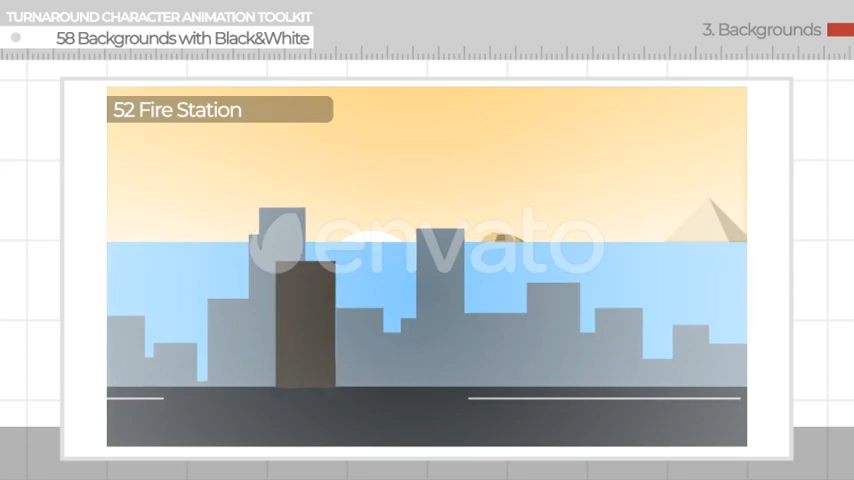 TURNAROUND CHARACTER ANIMATION TOOLKIT
58 Backgrounds with Black&White
3. Backgrounds
52 Fire Station
envato